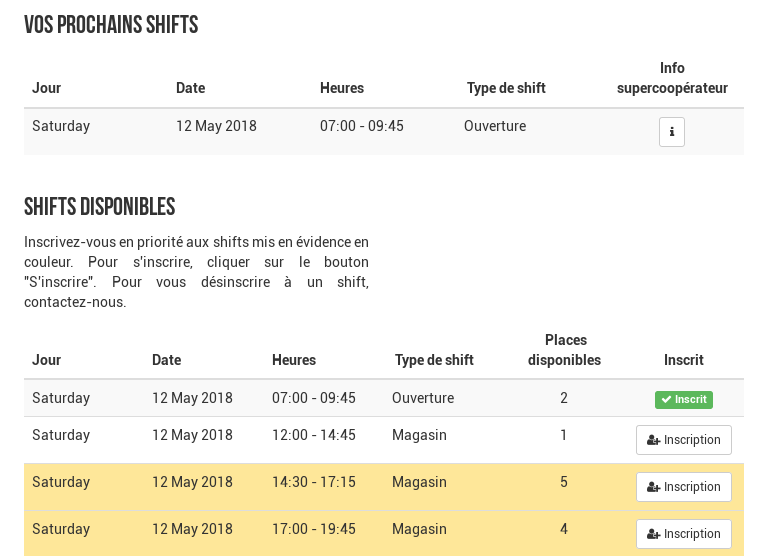 VOS PROCHAINS SHIFTS
Jour Date Heures Type de shift Info supercoopérateur
Saturday 12 May 2018 07:00 - 09:45 Ouverture
SHIFTS DISPONIBLES
Inscrivez-vous en priorité aux shifts mis en évidence en
couleur. Pour s'inscrire, cliquer sur le bouton
"S'inscrire". Pour vous désinscrire à un shift,
contactez-nous.
Jour Date Heures Type de shift Places disponibles Inscrit
Saturday 12 May 2018 07:00 - 09:45 Ouverture 2 Inscrit
Saturday 12 May 2018 12:00 - 14:45 Magasin 1 Inscription
Saturday 12 May 2018 14:30 - 17:15 Magasin 5 Inscription
Saturday 12 May 2018 17:00 - 19:45 Magasin 4 Inscription